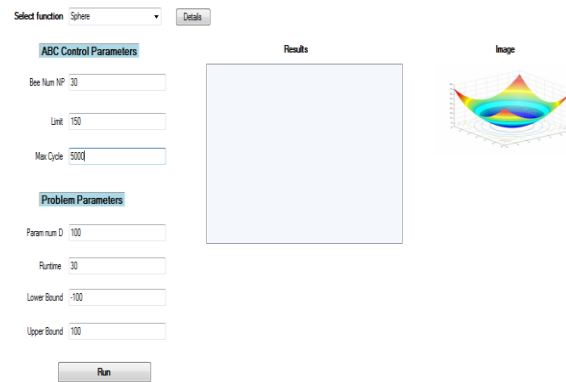 Select function Sphere Details
ABC Control Parameters Results Image
Bee Num NP 30
Limit 150
Max Cycle 5000
Problem Parameters
Param num D 100
Runtime 30
Lower Bound -100
Upper Bound 100
Run